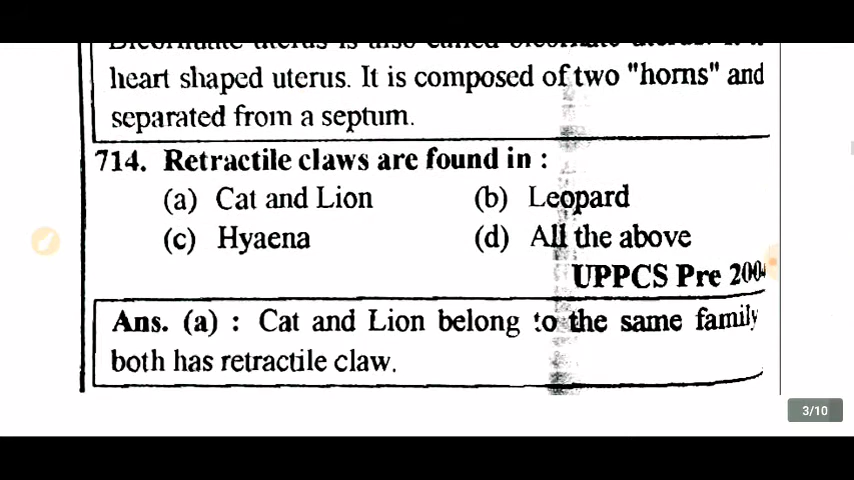 heart shaped uterus. It is composed of two "horns" and
separated from a septum.
714. Retractile claws are found in :
(a) Cat and Lion (b) Leopard
(c) Hyaena (d) All the above
UPPCS Pre 200
Ans. (a) : Cat and Lion belong to the same family
both has retractile claw.
3/10